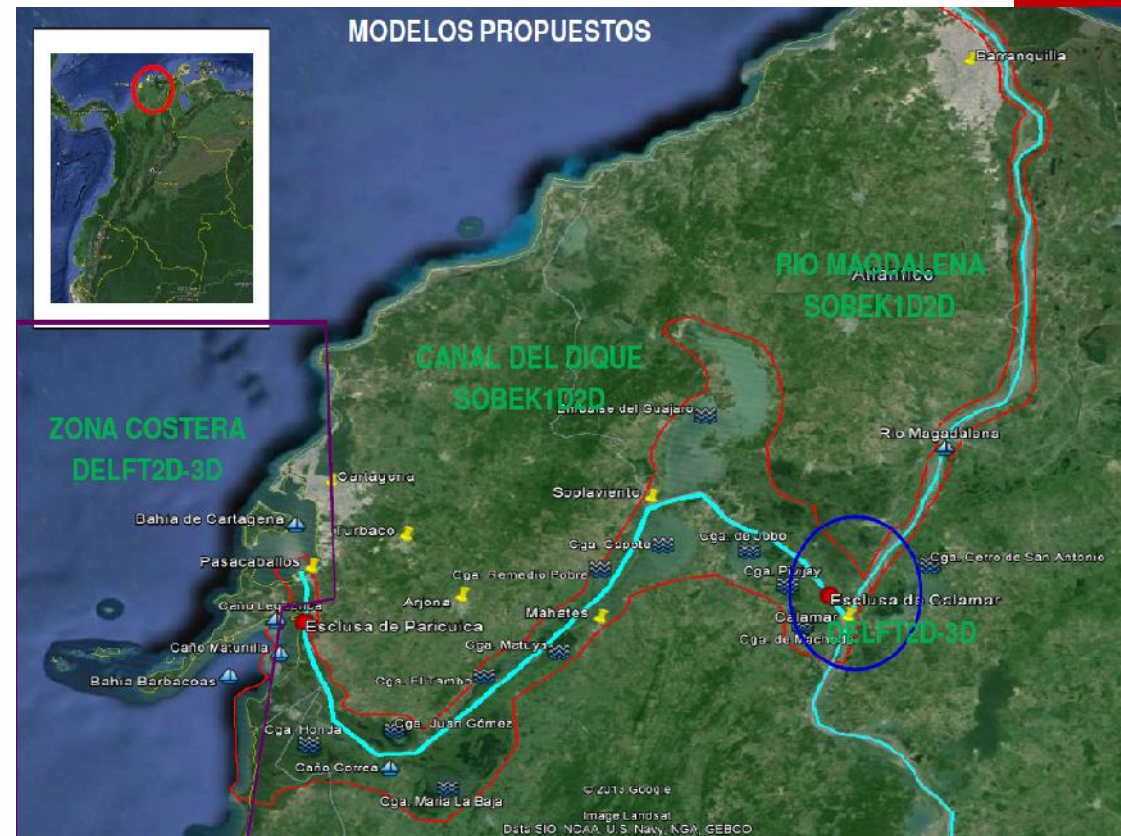 MODELOS PROPUESTOS
Barranquilla
RIO MAGDALENA
Atlántico
SOBEK1D2D
CANAL DEL DIQUE
SOBEK1D2D
Embalse del Guajaro
ZONA COSTERA
DELFT2D-3D
Rio Magadalena
Cartagena
Soplaviento
Bahia de Cartagena
Turbaco
Cga. Capote
Cga. de Jobo
Cga. Cerro de San Antonio
Pasacaballos
Cga. Remedio Pobre
Cga. Pivijay
Arjona
Esclusa de Calamar
Caño Lequerica
Mahates
Calamar
Esclusa de Paricuica
Cga. de Machado
DELFT2D-3D
Caño Matunilla
Cga. Matuya
Bahia Barbacoas
Cga. El Tambo
Cga. Juan Gómez
Cga. Honda
Caño Correa
Cga. Maria La Baja
© 2013 Google
Image Landsat
Data SIO, NOAA, U.S. Navy, NGA, GEBCO